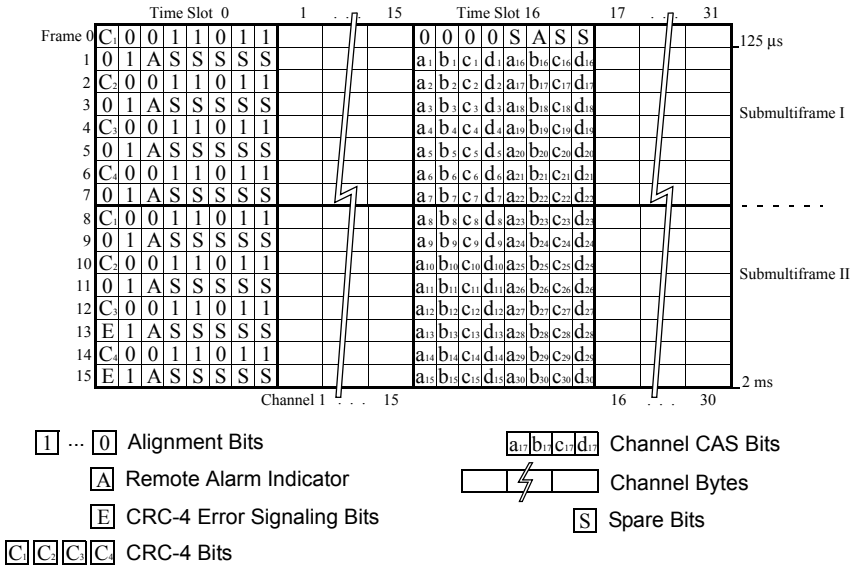 Time Slot 0 1 . . . 15 Time Slot 16 17 . . . 31
Frame 0 C1 0 0 1 1 0 1 1 0 0 0 0 S A S S 125 µs
1 0 1 A S S S S S a1 b1 c1 d1 a16 b16 c16 d16
2 C2 0 0 1 1 0 1 1 a2 b2 c2 d2 a17 b17 c17 d17
3 0 1 A S S S S S a3 b3 c3 d3 a18 b18 c18 d18
Submultiframe I
4 C3 0 0 1 1 0 1 1 a4 b4 c4 d4 a19 b19 c19 d19
5 0 1 A S S S S S a5 b5 c5 d5 a20 b20 c20 d20
6 C4 0 0 1 1 0 1 1 a6 b6 c6 d6 a21 b21 c21 d21
7 0 1 A S S S S S a7 b7 c7 d7 a22 b22 c22 d22
8 C1 0 0 1 1 0 1 1 a8 b8 c8 d8 a23 b23 c23 d23
9 0 1 A S S S S S a9 b9 c9 d9 a24 b24 c24 d24
10 C2 0 0 1 1 0 1 1 a10 b10 c10 d10 a25 b25 c25 d25
Submultiframe II
11 0 1 A S S S S S a11 b11 c11 d11 a26 b26 c26 d26
12 C3 0 0 1 1 0 1 1 a12 b12 c12 d12 a27 b27 c27 d27
13 E 1 A S S S S S a13 b13 c13 d13 a28 b28 c28 d28
14 C4 0 0 1 1 0 1 1 a14 b14 c14 d14 a29 b29 c29 d29
15 E 1 A S S S S S a15 b15 c15 d15 a30 b30 c30 d30 2 ms
Channel 1 . . . 15 16 . . . 30
1 ... 0 Alignment Bits
A Remote Alarm Indicator
E CRC-4 Error Signaling Bits
C1 C2 C3 C4 CRC-4 Bits
a17 b17 c17 d17 Channel CAS Bits
Channel Bytes
S Spare Bits